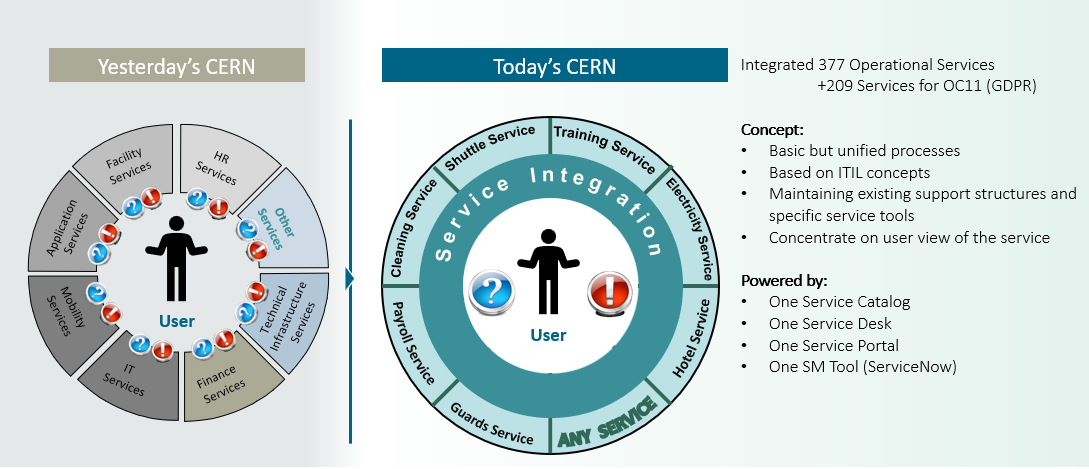 Yesterday's CERN
Facility
Services
HR
Services
Other
Services
Technical
Infrastructure
Services
Finance
Services
IT
Services
Mobility
Services
Application
Services
User
Today's CERN
Service Integration
Shuttle Service
Training Service
Electricity Service
Hotel Service
ANY SERVICE
Guards Service
Payroll Service
Cleaning Service
?
!
User
Integrated 377 Operational Services
+209 Services for OC11 (GDPR)
Concept:
• Basic but unified processes
• Based on ITIL concepts
• Maintaining existing support structures and
specific service tools
• Concentrate on user view of the service
Powered by:
• One Service Catalog
• One Service Desk
• One Service Portal
• One SM Tool (ServiceNow)